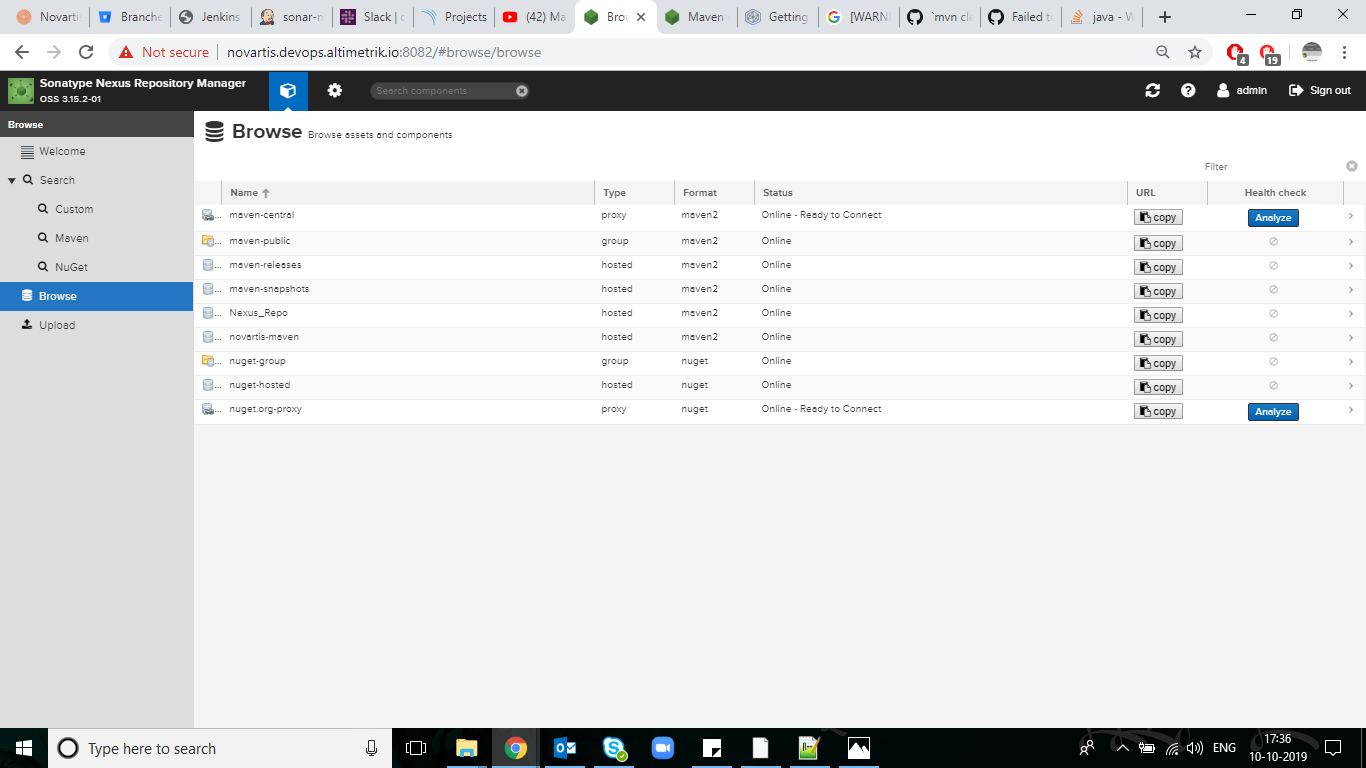 Novarti Branche Jenkins sonar-n Slack | c Projects (42) Ma Brow Maven Getting [WARN `mvn cle Failed to java - W
Not secure novartis.devops.altimetrik.io:8082/#browse/browse 4 19
Sonatype Nexus Repository Manager
OSS 3.15.2-01
Search components
admin Sign out
Browse
Welcome
Search
Custom
Maven
NuGet
Browse
Upload
Browse Browse assets and components
Filter
Name Type Format Status URL Health check
... maven-central proxy maven2 Online - Ready to Connect copy Analyze
... maven-public group maven2 Online copy
... maven-releases hosted maven2 Online copy
... maven-snapshots hosted maven2 Online copy
... Nexus_Repo hosted maven2 Online copy
... novartis-maven hosted maven2 Online copy
... nuget-group group nuget Online copy
... nuget-hosted hosted nuget Online copy
... nuget.org-proxy proxy nuget Online - Ready to Connect copy Analyze
Type here to search
ENG
17:36
10-10-2019